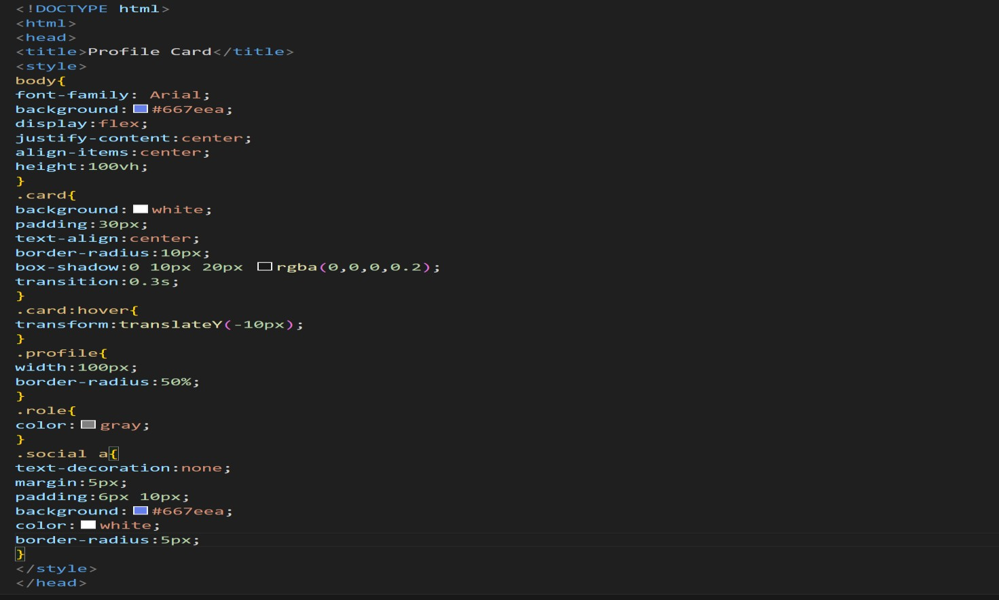 <!DOCTYPE html>
<html>
<head>
<title>Profile Card</title>
<style>
body{
font-family: Arial;
background:#667eea;
display:flex;
justify-content:center;
align-items:center;
height:100vh;
}
.card{
background:white;
padding:30px;
text-align:center;
border-radius:10px;
box-shadow:0 10px 20px rgba(0,0,0,0.2);
transition:0.3s;
}
.card:hover{
transform:translateY(-10px);
}
.profile{
width:100px;
border-radius:50%;
}
.role{
color:gray;
}
.social a{
text-decoration:none;
margin:5px;
padding:6px 10px;
background:#667eea;
color:white;
border-radius:5px;
}
</style>
</head>